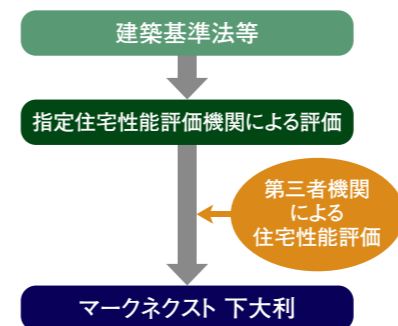 建築基準法等
指定住宅性能評価機関による評価
第三者機関
による
住宅性能評価
マークネクスト 下大利